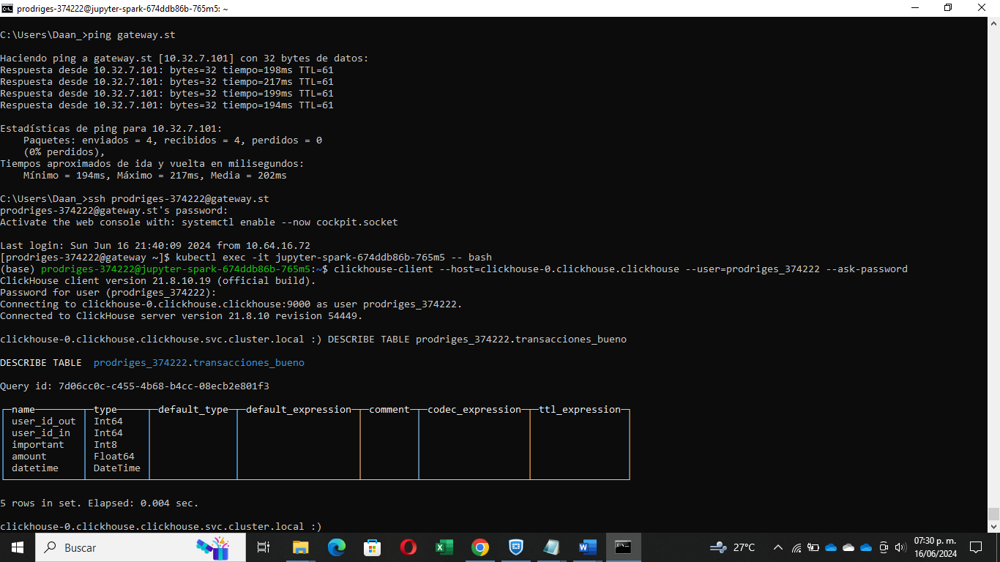 prodriges-374222@jupyter-spark-674ddb86b-765m5: ~
C:\Users\Daan_>ping gateway.st
Haciendo ping a gateway.st [10.32.7.101] con 32 bytes de datos:
Respuesta desde 10.32.7.101: bytes=32 tiempo=198ms TTL=61
Respuesta desde 10.32.7.101: bytes=32 tiempo=217ms TTL=61
Respuesta desde 10.32.7.101: bytes=32 tiempo=199ms TTL=61
Respuesta desde 10.32.7.101: bytes=32 tiempo=194ms TTL=61
Estadísticas de ping para 10.32.7.101:
Paquetes: enviados = 4, recibidos = 4, perdidos = 0
(0% perdidos),
Tiempos aproximados de ida y vuelta en milisegundos:
Mínimo = 194ms, Máximo = 217ms, Media = 202ms
C:\Users\Daan_>ssh prodriges-374222@gateway.st
prodriges-374222@gateway.st's password:
Activate the web console with: systemctl enable --now cockpit.socket
Last login: Sun Jun 16 21:40:09 2024 from 10.64.16.72
[prodriges-374222@gateway ~]$ kubectl exec -it jupyter-spark-674ddb86b-765m5 -- bash
(base) prodriges-374222@jupyter-spark-674ddb86b-765m5:~$ clickhouse-client --host=clickhouse-0.clickhouse.clickhouse --user=prodriges_374222 --ask-password
ClickHouse client version 21.8.10.19 (official build).
Password for user (prodriges_374222):
Connecting to clickhouse-0.clickhouse.clickhouse:9000 as user prodriges_374222.
Connected to ClickHouse server version 21.8.10 revision 54449.
clickhouse-0.clickhouse.clickhouse.svc.cluster.local :) DESCRIBE TABLE prodriges_374222.transacciones_bueno
DESCRIBE TABLE prodriges_374222.transacciones_bueno
Query id: 7d06cc0c-c455-4b68-b4cc-08ecb2e801f3
name type default_type default_expression comment codec_expression ttl_expression
user_id_out Int64
user_id_in Int64
important Int8
amount Float64
datetime DateTime
5 rows in set. Elapsed: 0.004 sec.
clickhouse-0.clickhouse.clickhouse.svc.cluster.local :)
Buscar
27°C
07:30 p. m.
16/06/2024